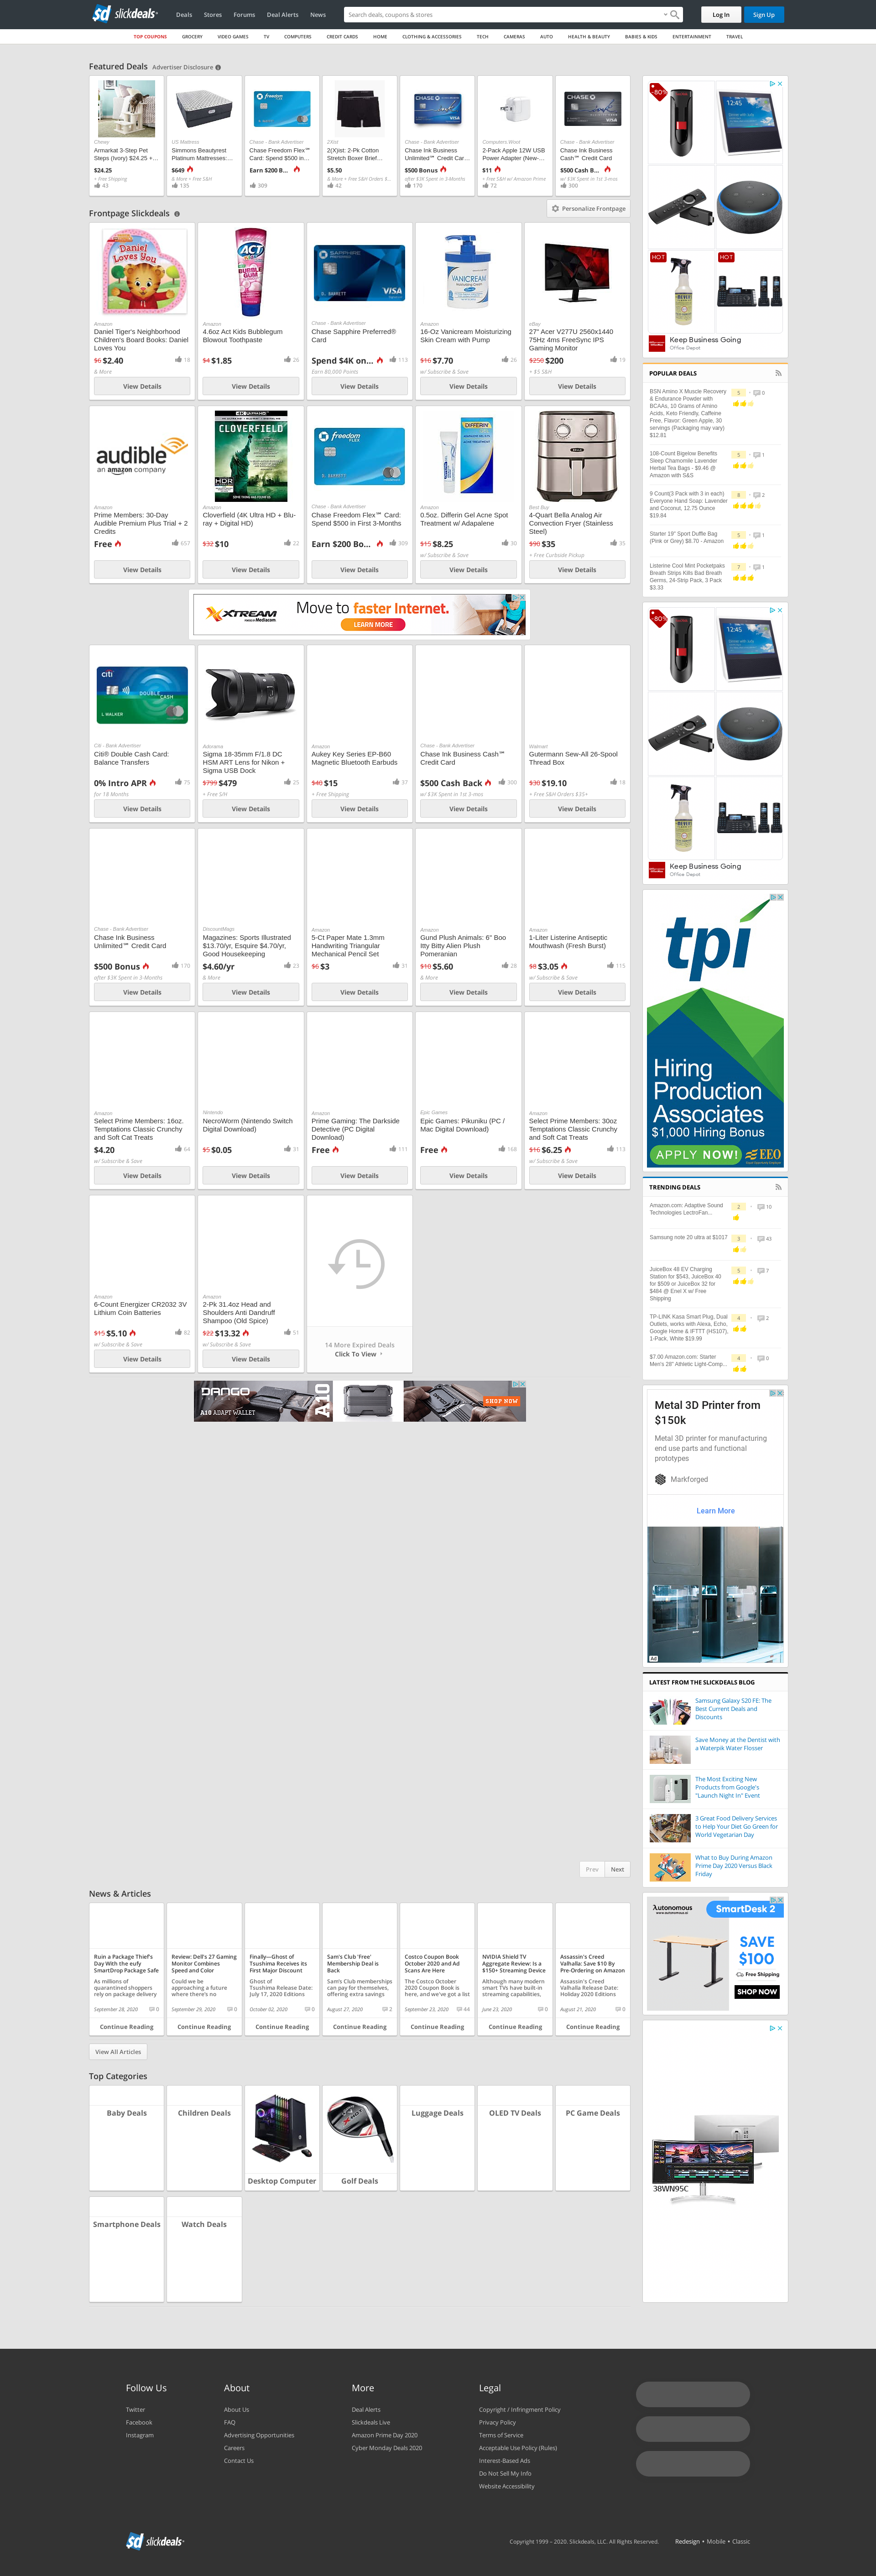 sd slickdeals
Deals Stores Forums Deal Alerts News
Search deals, coupons & stores
Log In Sign Up
TOP COUPONS GROCERY VIDEO GAMES TV COMPUTERS CREDIT CARDS HOME CLOTHING & ACCESSORIES TECH CAMERAS AUTO HEALTH & BEAUTY BABIES & KIDS ENTERTAINMENT TRAVEL
Featured Deals Advertiser Disclosure
Chewy
Armarkat 3-Step Pet
Steps (Ivory) $24.25 +...
$24.25
+ Free Shipping
43
US Mattress
Simmons Beautyrest
Platinum Mattresses:...
$649
& More + Free S&H
135
Chase - Bank Advertiser
Chase Freedom Flex℠
Card: Spend $500 in...
Earn $200 B...
309
2Xist
2(X)ist: 2-Pk Cotton
Stretch Boxer Brief...
$5.50
& More + Free S&H Orders $...
42
Chase - Bank Advertiser
Chase Ink Business
Unlimited℠ Credit Car...
$500 Bonus
after $3K Spent in 3-Months
170
Computers Wrqt
2-Pack Apple 12W USB
Power Adapter (New-...
$11
+ Free S&H w/ Amazon Prime
72
Chase - Bank Advertiser
Chase Ink Business
Cash℠ Credit Card
$500 Cash B...
w/ $3K Spent in 1st 3-mos
300
Frontpage Slickdeals
Personalize Frontpage
Amazon
Daniel Tiger's Neighborhood
Children's Board Books: Daniel
Loves You
$6 $2.40 18
& More
View Details
Amazon
4.6oz Act Kids Bubblegum
Blowout Toothpaste
$4 $1.85 26
View Details
Chase - Bank Advertiser
Chase Sapphire Preferred®
Card
Spend $4K on... 113
Earn 80,000 Points
View Details
Amazon
16-Oz Vanicream Moisturizing
Skin Cream with Pump
$16 $7.70 26
w/ Subscribe & Save
View Details
eBay
27" Acer V277U 2560x1440
75Hz 4ms FreeSync IPS
Gaming Monitor
$250 $200 19
+ $5 S&H
View Details
audible
an amazon company
Amazon
Prime Members: 30-Day
Audible Premium Plus Trial + 2
Credits
Free 657
View Details
CLOVERFIELD
Amazon
Cloverfield (4K Ultra HD + Blu-
ray + Digital HD)
$32 $10 22
View Details
Chase - Bank Advertiser
Chase Freedom Flex℠ Card:
Spend $500 in First 3-Months
Earn $200 Bo... 309
View Details
Amazon
0.5oz. Differin Gel Acne Spot
Treatment w/ Adapalene
$15 $8.25 30
w/ Subscribe & Save
View Details
Best Buy
4-Quart Bella Analog Air
Convection Fryer (Stainless
Steel)
$90 $35 35
+ Free Curbside Pickup
View Details
XTREAM
Mediacom
Move to faster Internet.
LEARN MORE
Citi - Bank Advertiser
Citi® Double Cash Card:
Balance Transfers
0% Intro APR 75
for 18 Months
View Details
Adorama
Sigma 18-35mm F/1.8 DC
HSM ART Lens for Nikon +
Sigma USB Dock
$799 $479 25
+ Free S/H
View Details
Amazon
Aukey Key Series EP-B60
Magnetic Bluetooth Earbuds
$40 $15 37
+ Free Shipping
View Details
Chase - Bank Advertiser
Chase Ink Business Cash℠
Credit Card
$500 Cash Back 300
w/ $3K Spent in 1st 3-mos
View Details
Walmart
Gutermann Sew-All 26-Spool
Thread Box
$30 $19.10 18
+ Free S&H Orders $35+
View Details
Chase - Bank Advertiser
Chase Ink Business
Unlimited℠ Credit Card
$500 Bonus 170
after $3K Spent in 3-Months
View Details
DiscountMags
Magazines: Sports Illustrated
$13.70/yr, Esquire $4.70/yr,
Good Housekeeping
$4.60/yr 23
& More
View Details
Amazon
5-Ct Paper Mate 1.3mm
Handwriting Triangular
Mechanical Pencil Set
$6 $3 31
View Details
Amazon
Gund Plush Animals: 6" Boo
Itty Bitty Alien Plush
Pomeranian
$10 $5.60 28
& More
View Details
Amazon
1-Liter Listerine Antiseptic
Mouthwash (Fresh Burst)
$8 $3.05 115
w/ Subscribe & Save
View Details
Amazon
Select Prime Members: 16oz.
Temptations Classic Crunchy
and Soft Cat Treats
$4.20 64
w/ Subscribe & Save
View Details
Nintendo
NecroWorm (Nintendo Switch
Digital Download)
$5 $0.05 31
View Details
Amazon
Prime Gaming: The Darkside
Detective (PC Digital
Download)
Free 111
View Details
Epic Games
Epic Games: Pikuniku (PC /
Mac Digital Download)
Free 168
View Details
Amazon
Select Prime Members: 30oz
Temptations Classic Crunchy
and Soft Cat Treats
$16 $6.25 113
w/ Subscribe & Save
View Details
Amazon
6-Count Energizer CR2032 3V
Lithium Coin Batteries
$15 $5.10 82
w/ Subscribe & Save
View Details
Amazon
2-Pk 31.4oz Head and
Shoulders Anti Dandruff
Shampoo (Old Spice)
$22 $13.32 51
w/ Subscribe & Save
View Details
14 More Expired Deals
Click To View
DANGO
A10 ADAPT WALLET
A10
SHOP NOW
Prev Next
News & Articles
Ruin a Package Thief's
Day With the eufy
SmartDrop Package Safe
As millions of
quarantined shoppers
rely on package delivery
September 28, 2020 0
Continue Reading
Review: Dell's 27 Gaming
Monitor Combines
Speed and Color
Could we be
approaching a future
where there's no
September 29, 2020 0
Continue Reading
Finally—Ghost of
Tsushima Receives its
First Major Discount
Ghost of
Tsushima Release Date:
July 17, 2020 Editions
October 02, 2020 0
Continue Reading
Sam's Club 'Free'
Membership Deal is
Back
Sam's Club memberships
can pay for themselves,
offering extra savings
August 27, 2020 2
Continue Reading
Costco Coupon Book
October 2020 and Ad
Scans Are Here
The Costco October
2020 Coupon Book is
here, and we've got a list
September 23, 2020 44
Continue Reading
NVIDIA Shield TV
Aggregate Review: Is a
$150+ Streaming Device
Although many modern
smart TVs have built-in
streaming capabilities,
June 23, 2020 0
Continue Reading
Assassin's Creed
Valhalla: Save $10 By
Pre-Ordering on Amazon
Assassin's Creed
Valhalla Release Date:
Holiday 2020 Editions
August 21, 2020 0
Continue Reading
View All Articles
Top Categories
Baby Deals
Children Deals
Desktop Computer
Golf Deals
Luggage Deals
OLED TV Deals
PC Game Deals
Smartphone Deals
Watch Deals
-80%
HOT HOT
Keep Business Going
Office Depot
POPULAR DEALS
BSN Amino X Muscle Recovery
& Endurance Powder with
BCAAs, 10 Grams of Amino
Acids, Keto Friendly, Caffeine
Free, Flavor: Green Apple, 30
servings (Packaging may vary)
$12.81
5 0
108-Count Bigelow Benefits
Sleep Chamomile Lavender
Herbal Tea Bags - $9.46 @
Amazon with S&S
5 1
9 Count(3 Pack with 3 in each)
Everyone Hand Soap: Lavender
and Coconut, 12.75 Ounce
$19.84
8 2
Starter 19" Sport Duffle Bag
(Pink or Grey) $8.70 - Amazon
5 1
Listerine Cool Mint Pocketpaks
Breath Strips Kills Bad Breath
Germs, 24-Strip Pack, 3 Pack
$3.33
7 1
-80%
Keep Business Going
Office Depot
tpi
Hiring
Production
Associates
$1,000 Hiring Bonus
APPLY NOW! EEO
TRENDING DEALS
Amazon.com: Adaptive Sound
Technologies LectroFan...
2 10
Samsung note 20 ultra at $1017
3 43
JuiceBox 48 EV Charging
Station for $543, JuiceBox 40
for $509 or JuiceBox 32 for
$484 @ Enel X w/ Free
Shipping
5 7
TP-LINK Kasa Smart Plug, Dual
Outlets, works with Alexa, Echo,
Google Home & IFTTT (HS107),
1-Pack, White $19.99
4 2
$7.00 Amazon.com: Starter
Men's 28" Athletic Light-Comp...
4 0
Metal 3D Printer from
$150k
Metal 3D printer for manufacturing
end use parts and functional
prototypes
Markforged
Learn More
Ad
LATEST FROM THE SLICKDEALS BLOG
Samsung Galaxy S20 FE: The
Best Current Deals and
Discounts
Save Money at the Dentist with
a Waterpik Water Flosser
The Most Exciting New
Products from Google's
"Launch Night In" Event
3 Great Food Delivery Services
to Help Your Diet Go Green for
World Vegetarian Day
What to Buy During Amazon
Prime Day 2020 Versus Black
Friday
Autonomous
SmartDesk 2
SAVE
$100
Free Shipping
SHOP NOW
38WN95C
Follow Us
Twitter
Facebook
Instagram
About
About Us
FAQ
Advertising Opportunities
Careers
Contact Us
More
Deal Alerts
Slickdeals Live
Amazon Prime Day 2020
Cyber Monday Deals 2020
Legal
Copyright / Infringment Policy
Privacy Policy
Terms of Service
Acceptable Use Policy (Rules)
Interest-Based Ads
Do Not Sell My Info
Website Accessibility
sd slickdeals
Copyright 1999 – 2020. Slickdeals, LLC. All Rights Reserved. Redesign • Mobile • Classic